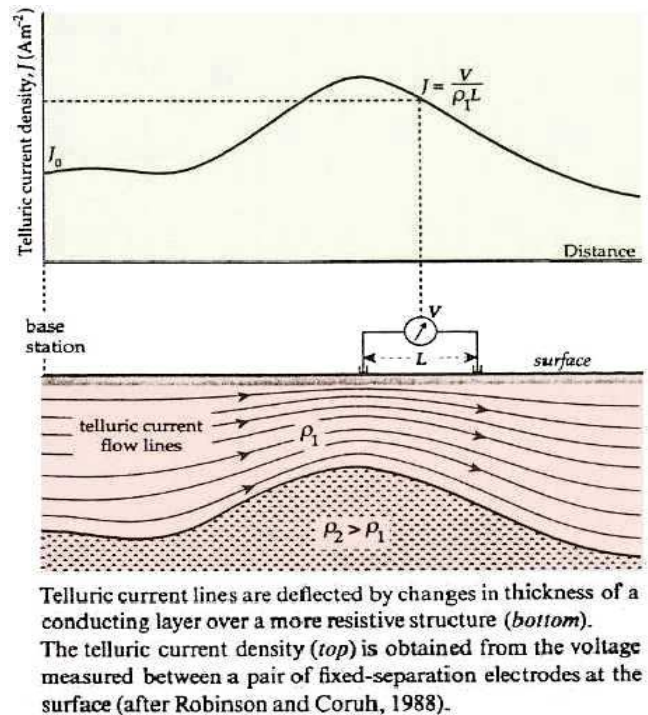 Telluric current density, J (Am⁻²)
J₀
J = V / ρ₁L
Distance
base
station
V
L
surface
telluric current
flow lines
ρ₁
ρ₂ > ρ₁
Telluric current lines are deflected by changes in thickness of a
conducting layer over a more resistive structure (bottom).
The telluric current density (top) is obtained from the voltage
measured between a pair of fixed-separation electrodes at the
surface (after Robinson and Coruh, 1988).